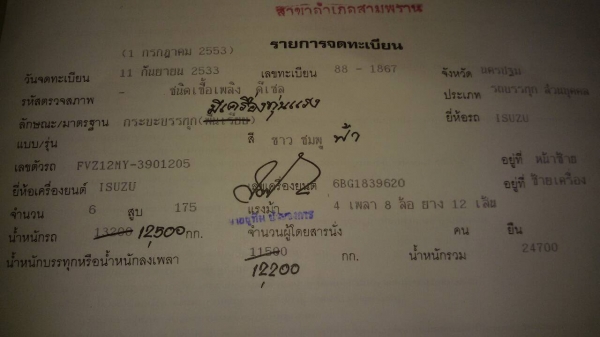 สาขาอำเภอสามพราน
(1 กรกฎาคม 2553) รายการจดทะเบียน
วันจดทะเบียน 11 กันยายน 2533 เลขทะเบียน 88 - 1867 จังหวัด นครปฐม
รหัสตรวจสภาพ - ชนิดเชื้อเพลิง ดีเซล ประเภท รถบรรทุก ส่วนบุคคล
ลักษณะ/มาตรฐาน กระบะบรรทุก( มีเครื่องทุ่นแรง ยี่ห้อรถ ISUZU
แบบ/รุ่น สี ขาว ชมพู ฟ้า
เลขตัวรถ FVZ12MY-3901205 อยู่ที่ หน้าซ้าย
ยี่ห้อเครื่องยนต์ ISUZU เครื่องยนต์ 6BG1839620 อยู่ที่ ซ้ายเครื่อง
จำนวน 6 สูบ 175 แรงม้า 4 เพลา 8 ล้อ ยาง 12 เส้น
น้ำหนักรถ 13200 12,500 กก. จำนวนผู้โดยสารนั่ง คน ยืน
น้ำหนักบรรทุกหรือน้ำหนักลงเพลา 11500 กก. น้ำหนักรวม 24700
12,200